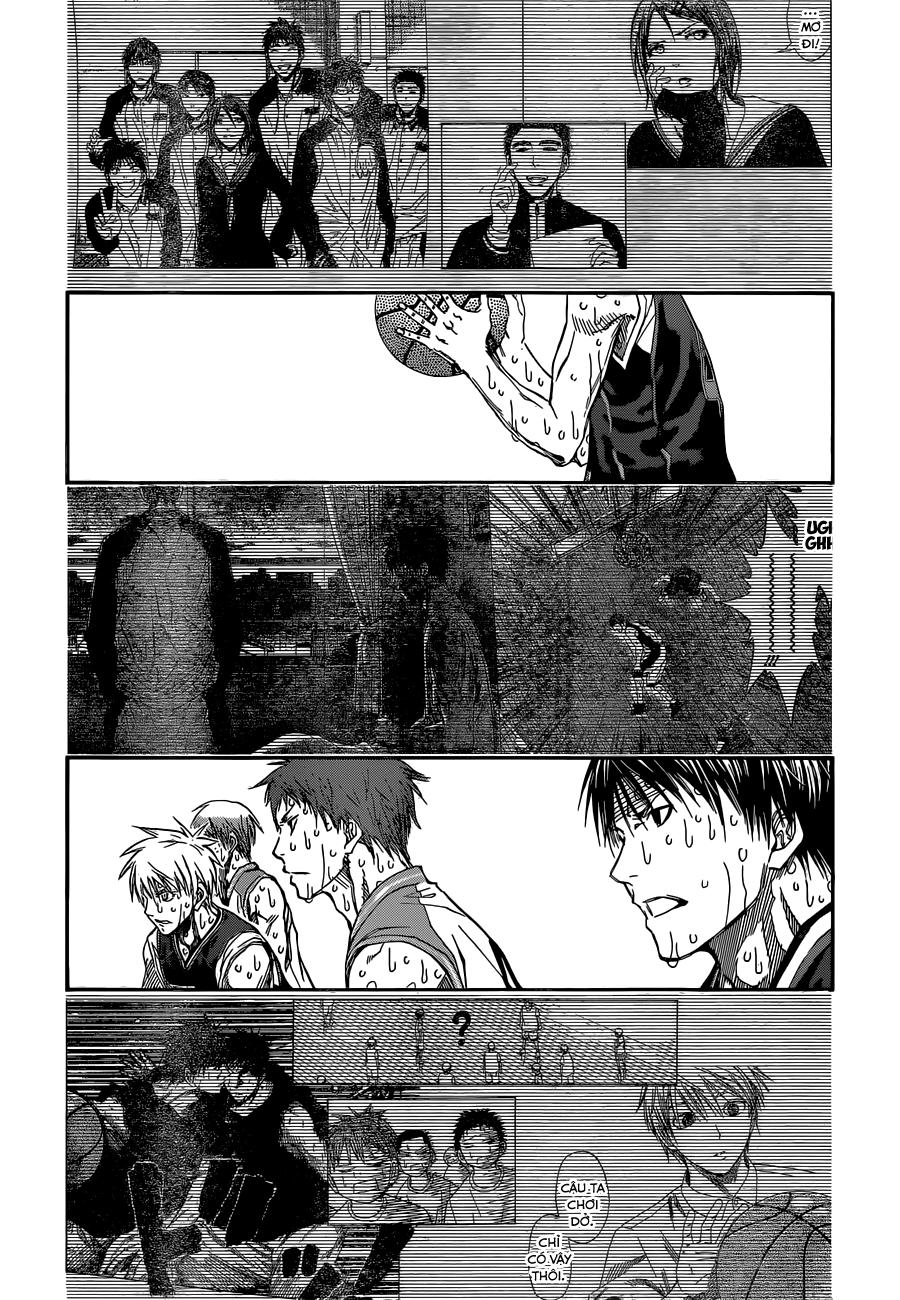 ...
MƠ
ĐI!
UGH
GHH
?
CẬU TA
CHƠI
DỞ.
CHỈ
CÓ VẬY
THÔI.